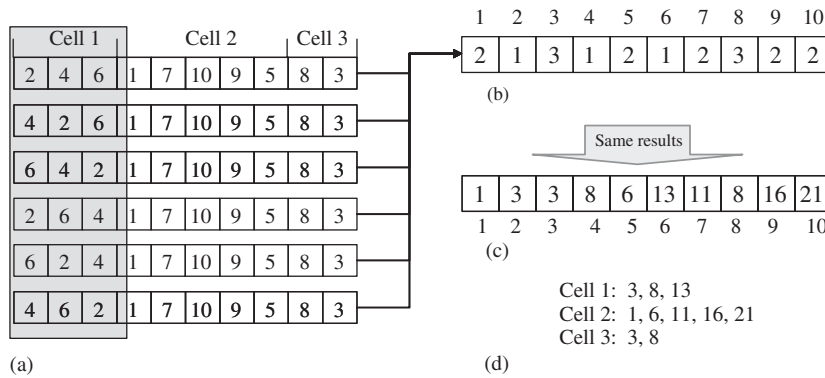 Cell 1 Cell 2 Cell 3
2 4 6 1 7 10 9 5 8 3
4 2 6 1 7 10 9 5 8 3
6 4 2 1 7 10 9 5 8 3
2 6 4 1 7 10 9 5 8 3
6 2 4 1 7 10 9 5 8 3
4 6 2 1 7 10 9 5 8 3
(a)
1 2 3 4 5 6 7 8 9 10
2 1 3 1 2 1 2 3 2 2
(b)
Same results
1 3 3 8 6 13 11 8 16 21
1 2 3 4 5 6 7 8 9 10
(c)
Cell 1: 3, 8, 13
Cell 2: 1, 6, 11, 16, 21
Cell 3: 3, 8
(d)